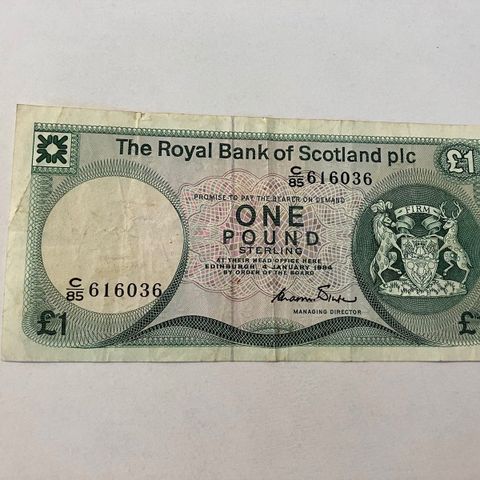 The Royal Bank of Scotland plc
£1
C/85 616036
PROMISE TO PAY THE BEARER ON DEMAND
ONE
POUND
STERLING
AT THEIR HEAD OFFICE HERE
EDINBURGH, 4 JANUARY 1984
BY ORDER OF THE BOARD
FIRM
C/85 616036
MANAGING DIRECTOR
£1